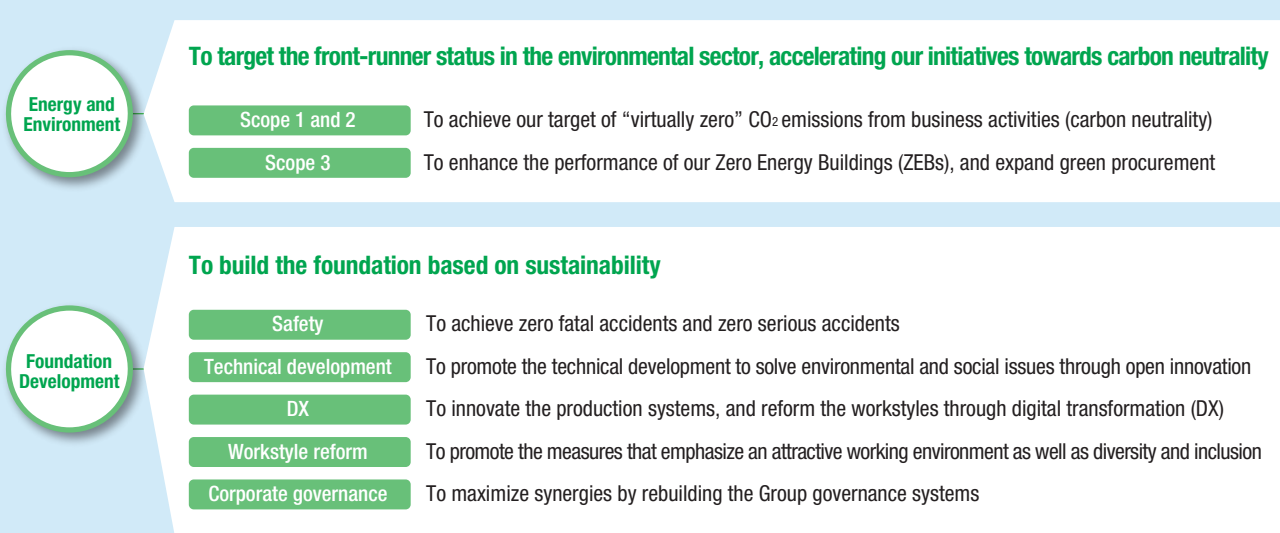 Energy and
Environment
To target the front-runner status in the environmental sector, accelerating our initiatives towards carbon neutrality
Scope 1 and 2 To achieve our target of “virtually zero” CO2 emissions from business activities (carbon neutrality)
Scope 3 To enhance the performance of our Zero Energy Buildings (ZEBs), and expand green procurement
Foundation
Development
To build the foundation based on sustainability
Safety To achieve zero fatal accidents and zero serious accidents
Technical development To promote the technical development to solve environmental and social issues through open innovation
DX To innovate the production systems, and reform the workstyles through digital transformation (DX)
Workstyle reform To promote the measures that emphasize an attractive working environment as well as diversity and inclusion
Corporate governance To maximize synergies by rebuilding the Group governance systems